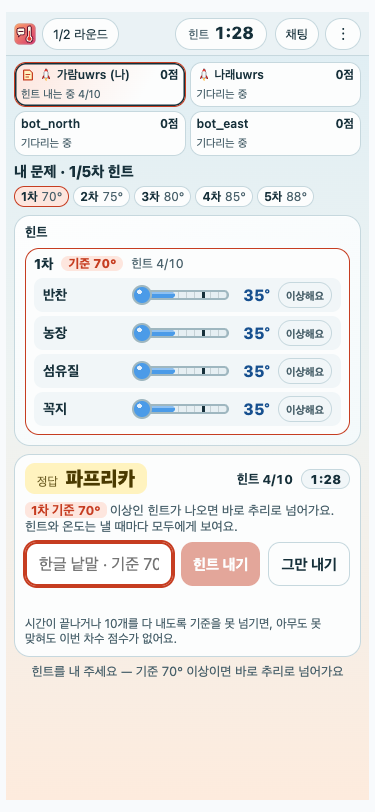 1/2 라운드
힌트 1:28
채팅
가람uwrs (나) 0점
힌트 내는 중 4/10
나래uwrs 0점
기다리는 중
bot_north 0점
기다리는 중
bot_east 0점
기다리는 중
내 문제 · 1/5차 힌트
1차 70° 2차 75° 3차 80° 4차 85° 5차 88°
힌트
1차 기준 70° 힌트 4/10
반찬 35° 이상해요
농장 35° 이상해요
섬유질 35° 이상해요
꼭지 35° 이상해요
정답 파프리카 힌트 4/10 1:28
1차 기준 70° 이상인 힌트가 나오면 바로 추리로 넘어가요.
힌트와 온도는 낼 때마다 모두에게 보여요.
한글 낱말 · 기준 70
힌트 내기
그만 내기
시간이 끝나거나 10개를 다 내도록 기준을 못 넘기면, 아무도 못
맞혀도 이번 차수 점수가 없어요.
힌트를 내 주세요 — 기준 70° 이상이면 바로 추리로 넘어가요